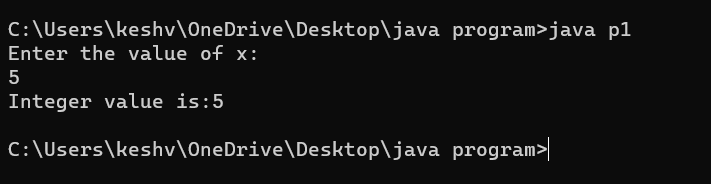 C:\Users\keshv\OneDrive\Desktop\java program>java p1
Enter the value of x:
5
Integer value is:5
C:\Users\keshv\OneDrive\Desktop\java program>